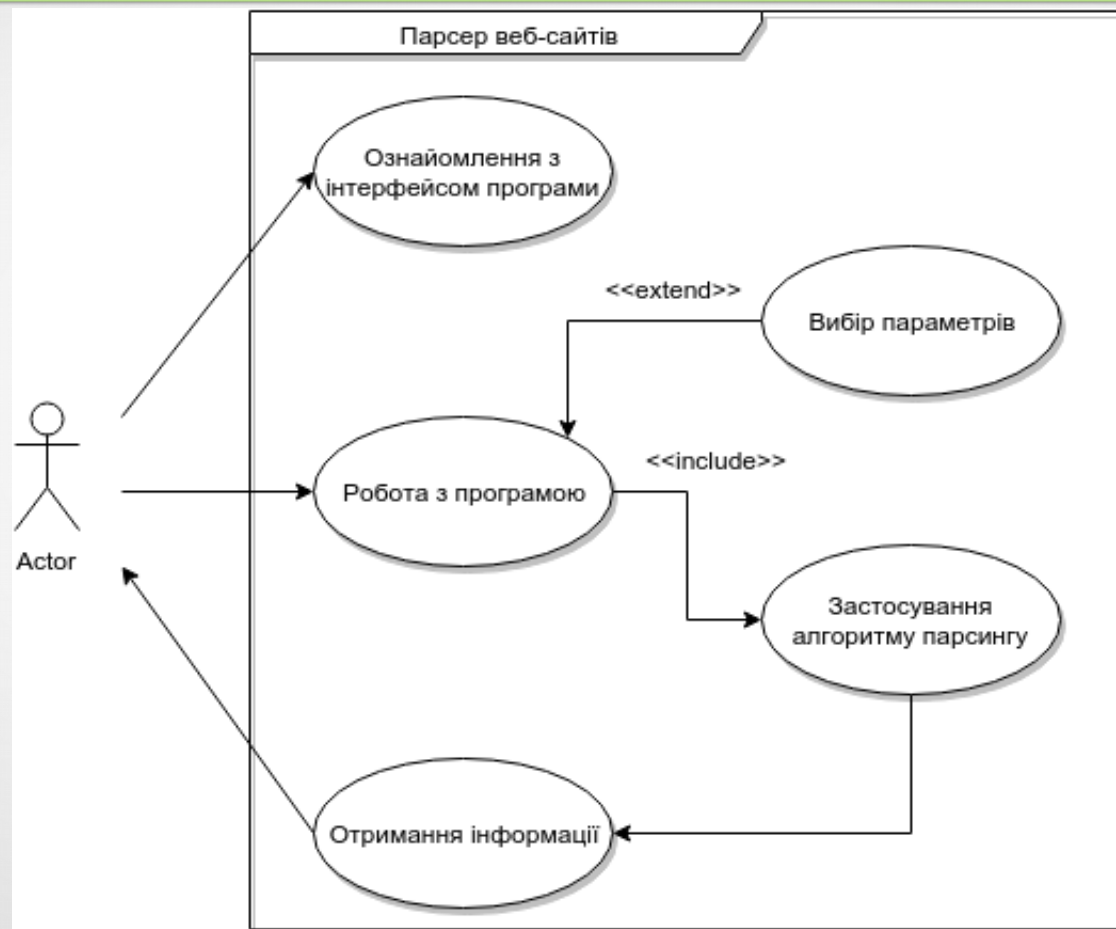 Парсер веб-сайтів
Ознайомлення з
інтерфейсом програми
<<extend>>
Вибір параметрів
<<include>>
Робота з програмою
Actor
Застосування
алгоритму парсингу
Отримання інформації